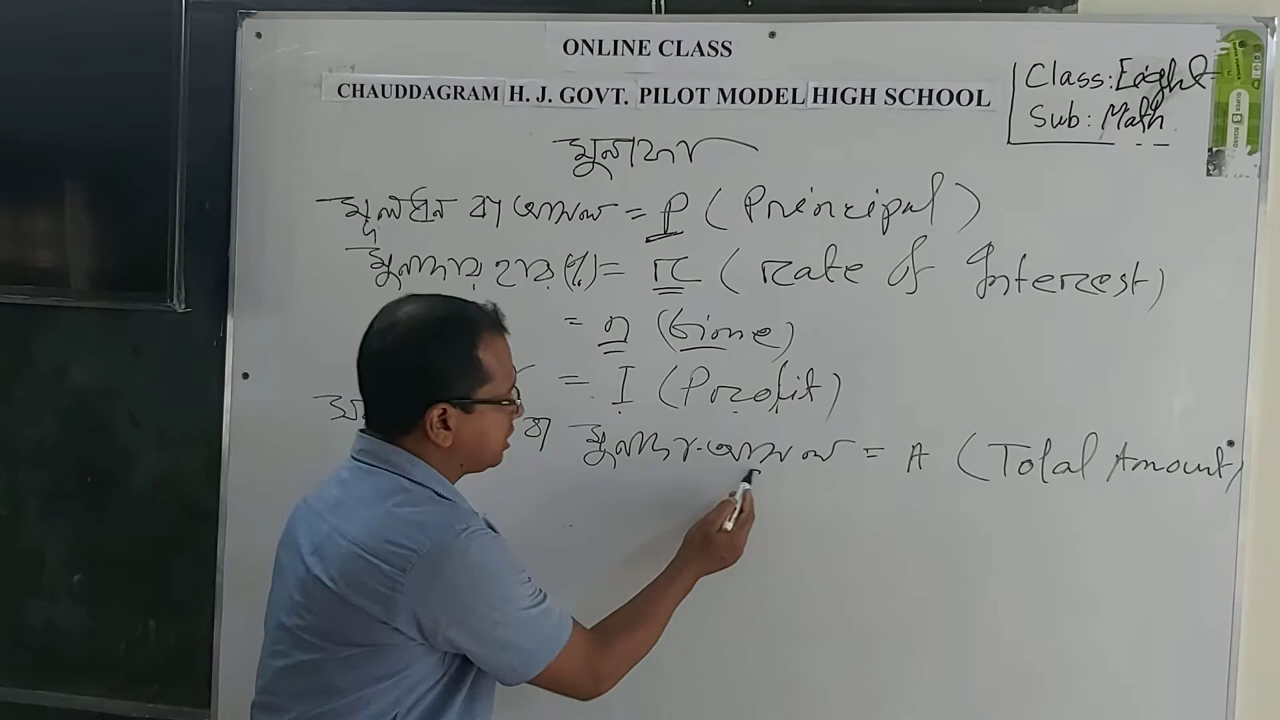 ONLINE CLASS
CHAUDDAGRAM H. J. GOVT. PILOT MODEL HIGH SCHOOL
Class: Eight
Sub: Math
মুনাফা
মূলধন বা আসল = P (Principal)
মুনাফার হার (%) = r (rate of interest)
= n (time)
= I (Profit)
বা মুনাফা-আসল = A (Total Amount)